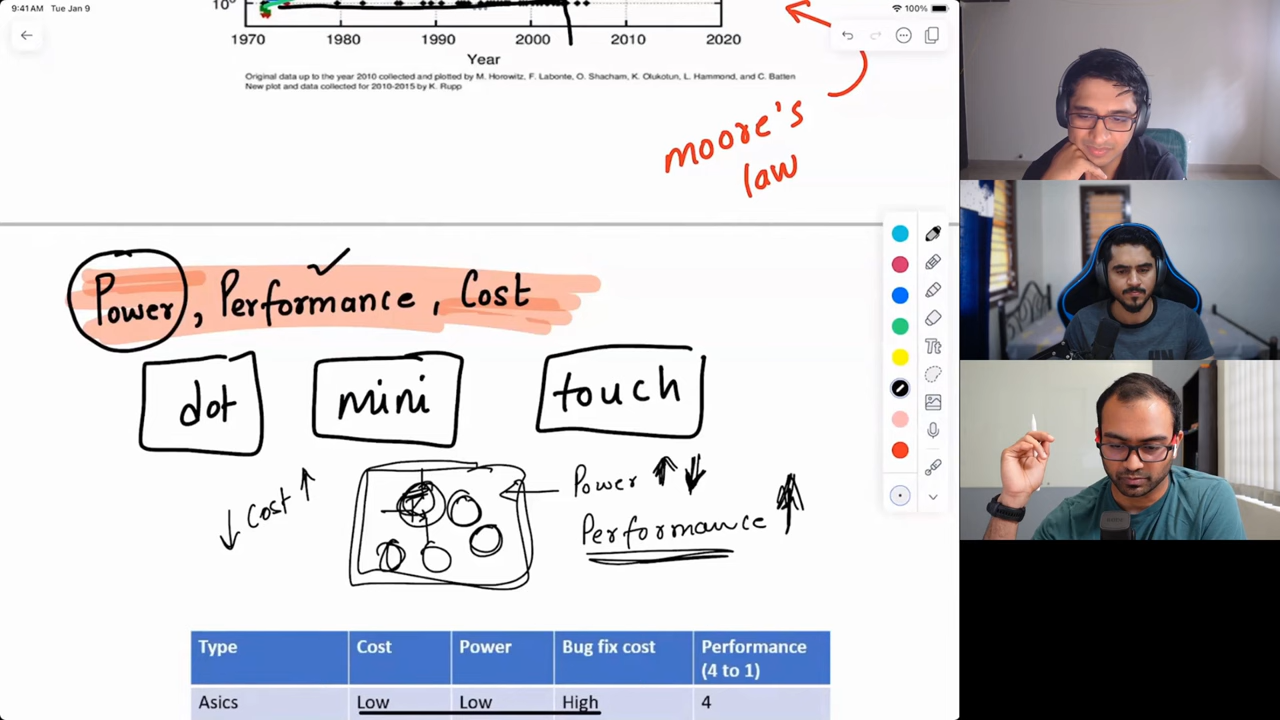 9:41 AM Tue Jan 9
100%
10⁰
1970 1980 1990 2000 2010 2020
Year
Original data up to the year 2010 collected and plotted by M. Horowitz, F. Labonte, O. Shacham, K. Olukotun, L. Hammond, and C. Batten
New plot and data collected for 2010-2015 by K. Rupp
moore's
law
Power, Performance, Cost
dot mini touch
Cost
Power
Performance
Tt
Type Cost Power Bug fix cost Performance
(4 to 1)
Asics Low Low High 4